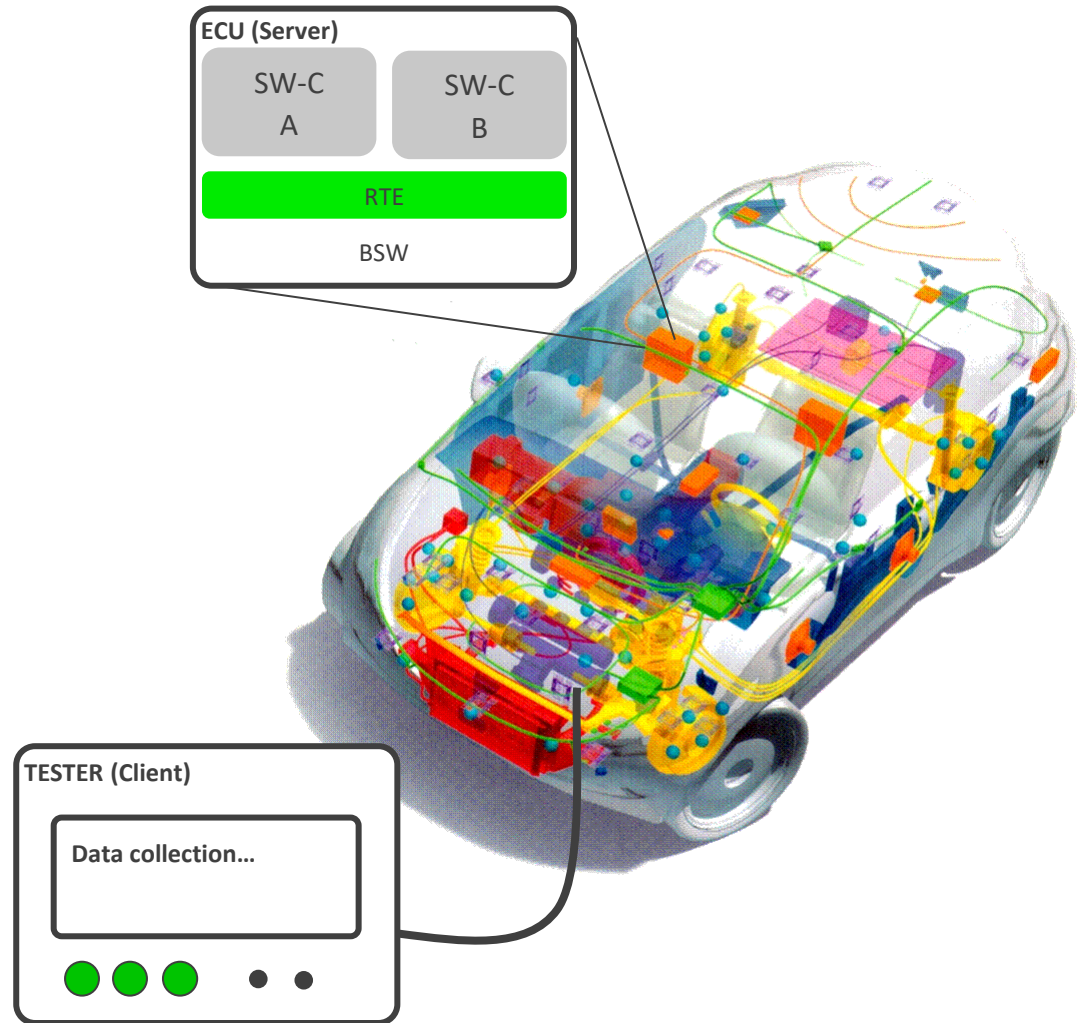 ECU (Server)
SW-C
A
SW-C
B
RTE
BSW
TESTER (Client)
Data collection…